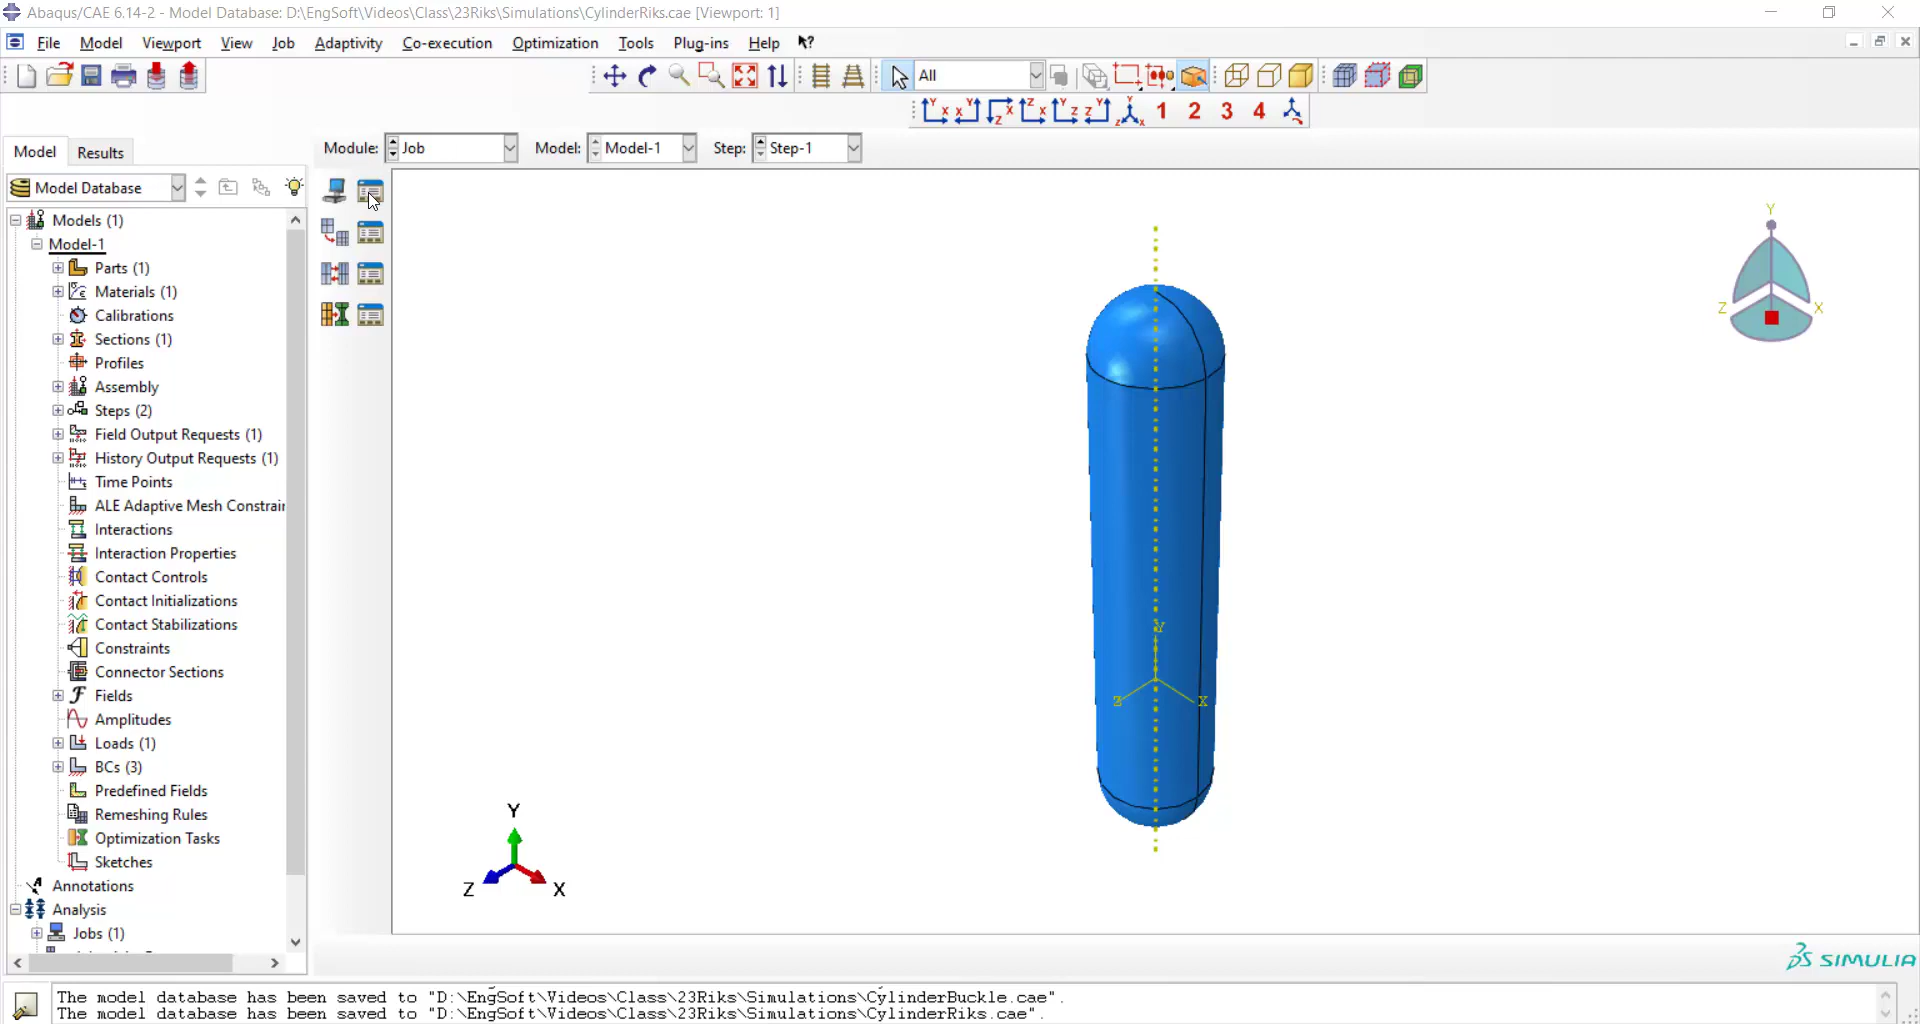 Abaqus/CAE 6.14-2 - Model Database: D:\EngSoft\Videos\Class\23Riks\Simulations\CylinderRiks.cae [Viewport: 1]
File Model Viewport View Job Adaptivity Co-execution Optimization Tools Plug-ins Help ?
All
1 2 3 4
Model Results
Module: Job Model: Model-1 Step: Step-1
Model Database
Models (1)
Model-1
Parts (1)
Materials (1)
Calibrations
Sections (1)
Profiles
Assembly
Steps (2)
Field Output Requests (1)
History Output Requests (1)
Time Points
ALE Adaptive Mesh Constrai
Interactions
Interaction Properties
Contact Controls
Contact Initializations
Contact Stabilizations
Constraints
Connector Sections
Fields
Amplitudes
Loads (1)
BCs (3)
Predefined Fields
Remeshing Rules
Optimization Tasks
Sketches
Annotations
Analysis
Jobs (1)
Y
Z X
Y
Z X
Y
Z X
SIMULIA
The model database has been saved to "D:\EngSoft\Videos\Class\23Riks\Simulations\CylinderBuckle.cae".
The model database has been saved to "D:\EngSoft\Videos\Class\23Riks\Simulations\CylinderRiks.cae".